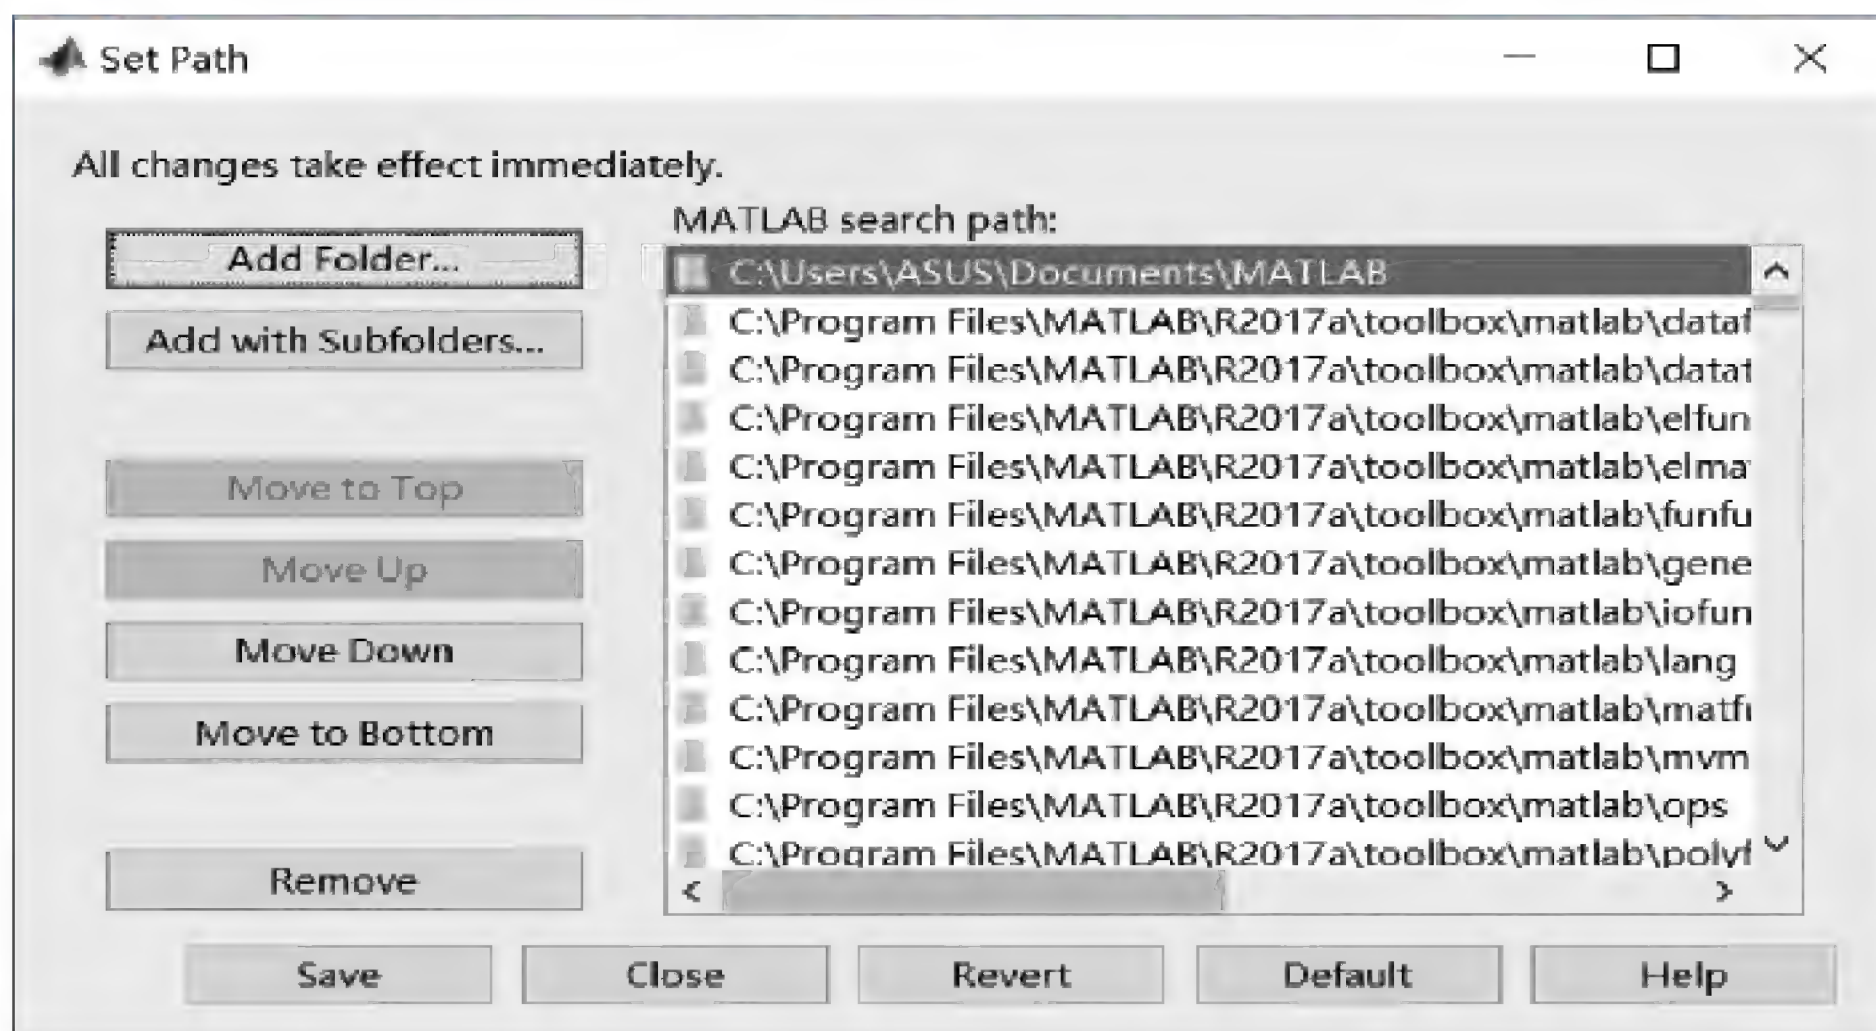 Set Path
All changes take effect immediately.
Add Folder...
Add with Subfolders...
Move to Top
Move Up
Move Down
Move to Bottom
Remove
MATLAB search path:
C:\Users\ASUS\Documents\MATLAB
C:\Program Files\MATLAB\R2017a\toolbox\matlab\dataf
C:\Program Files\MATLAB\R2017a\toolbox\matlab\datat
C:\Program Files\MATLAB\R2017a\toolbox\matlab\elfun
C:\Program Files\MATLAB\R2017a\toolbox\matlab\elma
C:\Program Files\MATLAB\R2017a\toolbox\matlab\funfu
C:\Program Files\MATLAB\R2017a\toolbox\matlab\gene
C:\Program Files\MATLAB\R2017a\toolbox\matlab\iofun
C:\Program Files\MATLAB\R2017a\toolbox\matlab\lang
C:\Program Files\MATLAB\R2017a\toolbox\matlab\matfu
C:\Program Files\MATLAB\R2017a\toolbox\matlab\mvm
C:\Program Files\MATLAB\R2017a\toolbox\matlab\ops
C:\Program Files\MATLAB\R2017a\toolbox\matlab\polyf
Save
Close
Revert
Default
Help